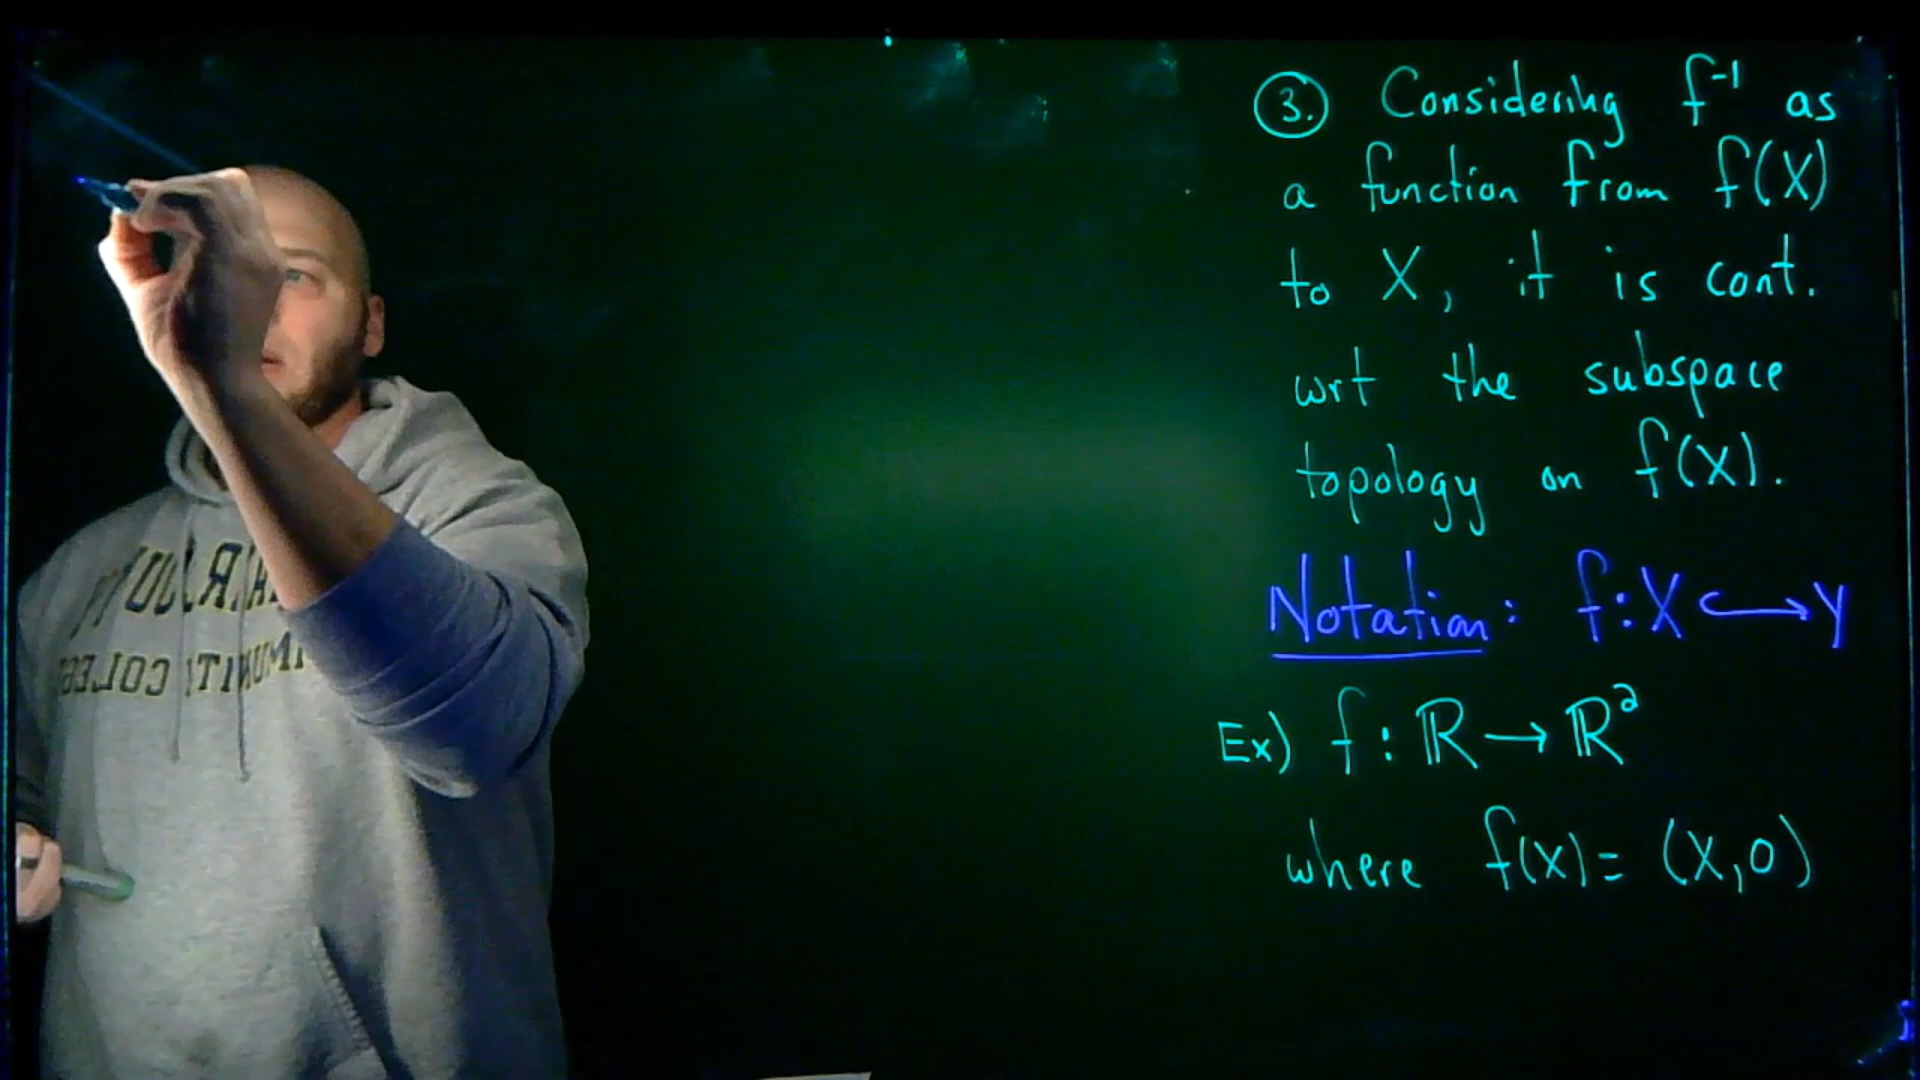 ③. Considering f⁻¹ as
a function from f(X)
to X, it is cont.
wrt the subspace
topology on f(X).
Notation: f:X↪Y
Ex) f:ℝ→ℝ²
where f(x)=(x,0)